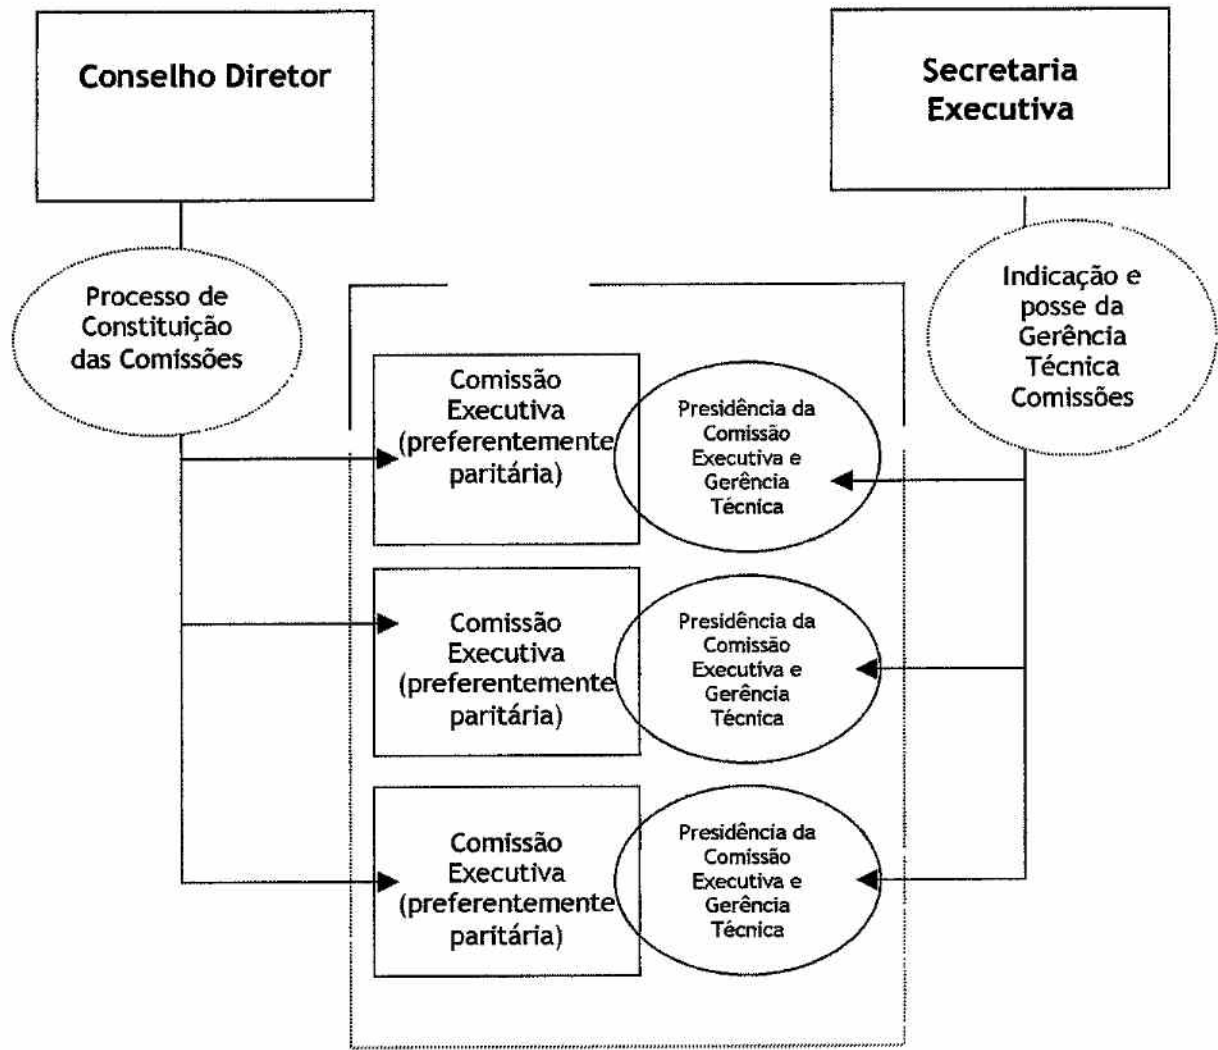 Conselho Diretor
Secretaria
Executiva
Processo de
Constituição
das Comissões
Indicação e
posse da
Gerência
Técnica
Comissões
Comissão
Executiva
(preferentemente
paritária)
Presidência da
Comissão
Executiva e
Gerência
Técnica
Comissão
Executiva
(preferentemente
paritária)
Presidência da
Comissão
Executiva e
Gerência
Técnica
Comissão
Executiva
(preferentemente
paritária)
Presidência da
Comissão
Executiva e
Gerência
Técnica